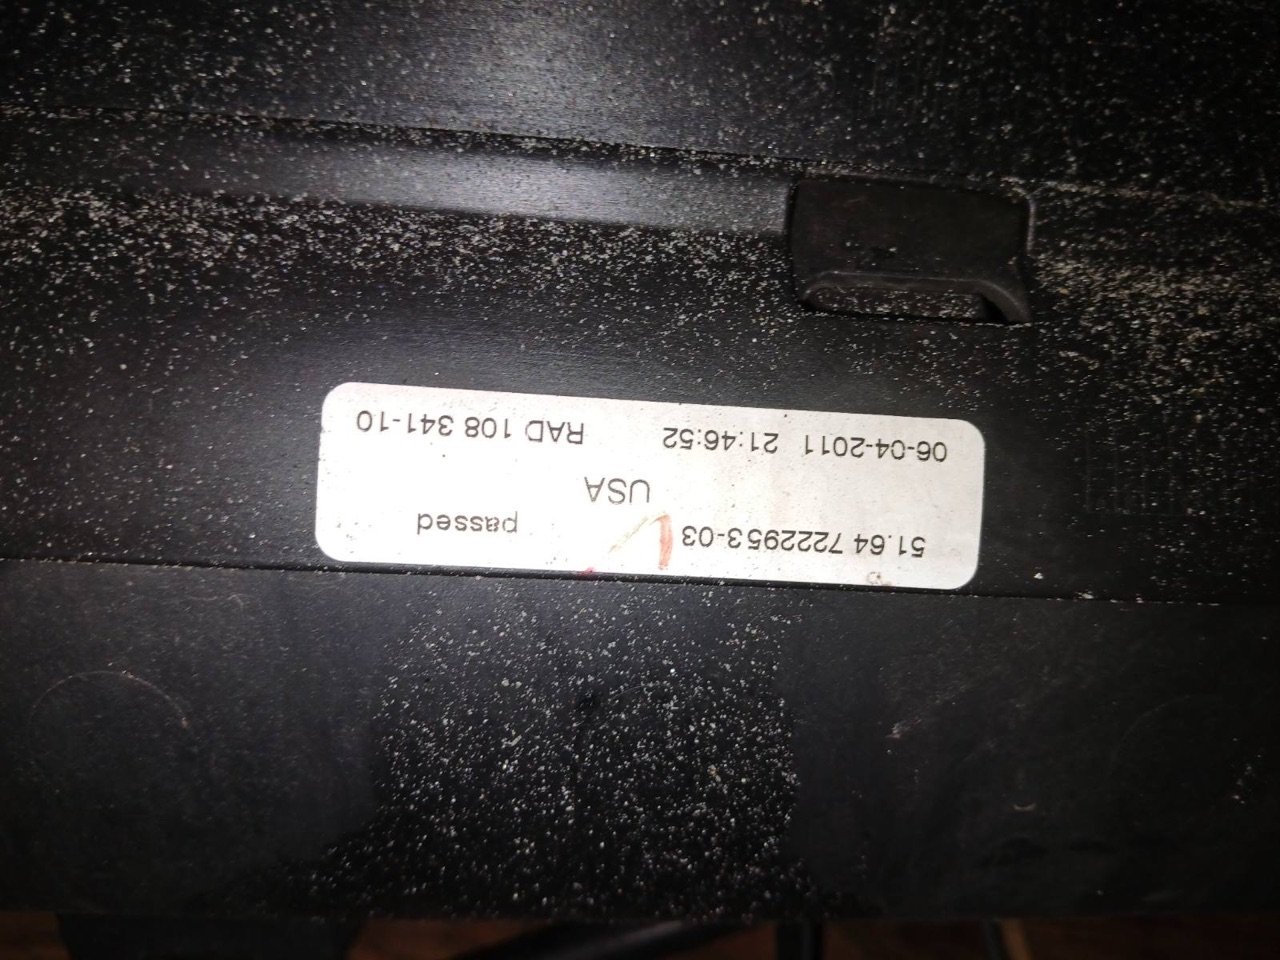 51.64 7222953-03 passed
USA
06-04-2011 21:46:52 RAD 108 341-10